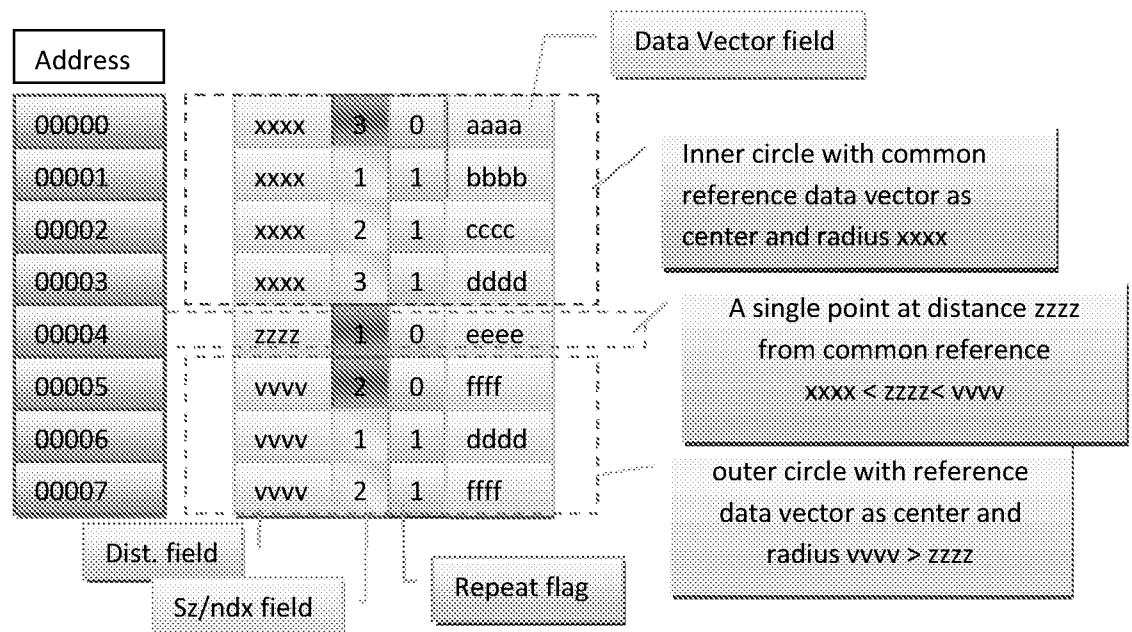 Address
Data Vector field
00000 xxxx 3 0 aaaa
00001 xxxx 1 1 bbbb
00002 xxxx 2 1 cccc
00003 xxxx 3 1 dddd
00004 zzzz 1 0 eeee
00005 vvvv 2 0 ffff
00006 vvvv 1 1 dddd
00007 vvvv 2 1 ffff
Inner circle with common
reference data vector as
center and radius xxxx
A single point at distance zzzz
from common reference
xxxx < zzzz< vvvv
outer circle with reference
data vector as center and
radius vvvv > zzzz
Dist. field
Sz/ndx field
Repeat flag